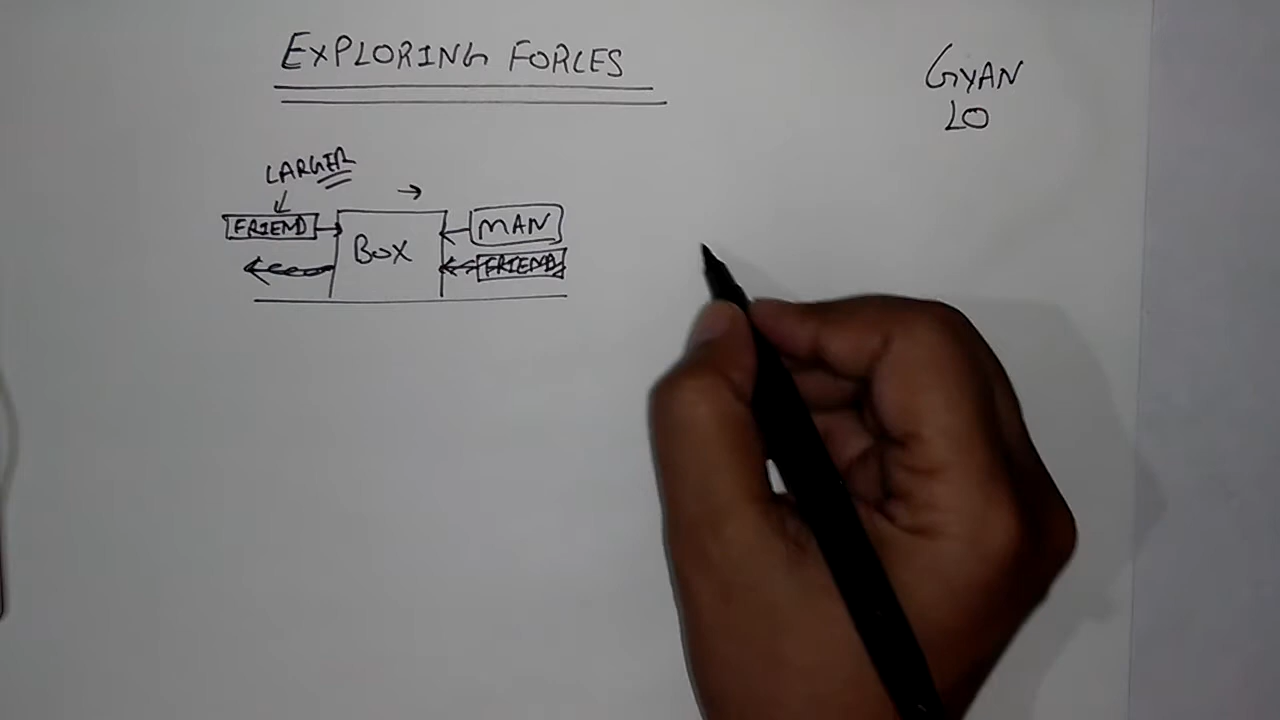 EXPLORING FORCES
GYAN
LO
LARGER
FRIEND
BOX
MAN
FRIEND